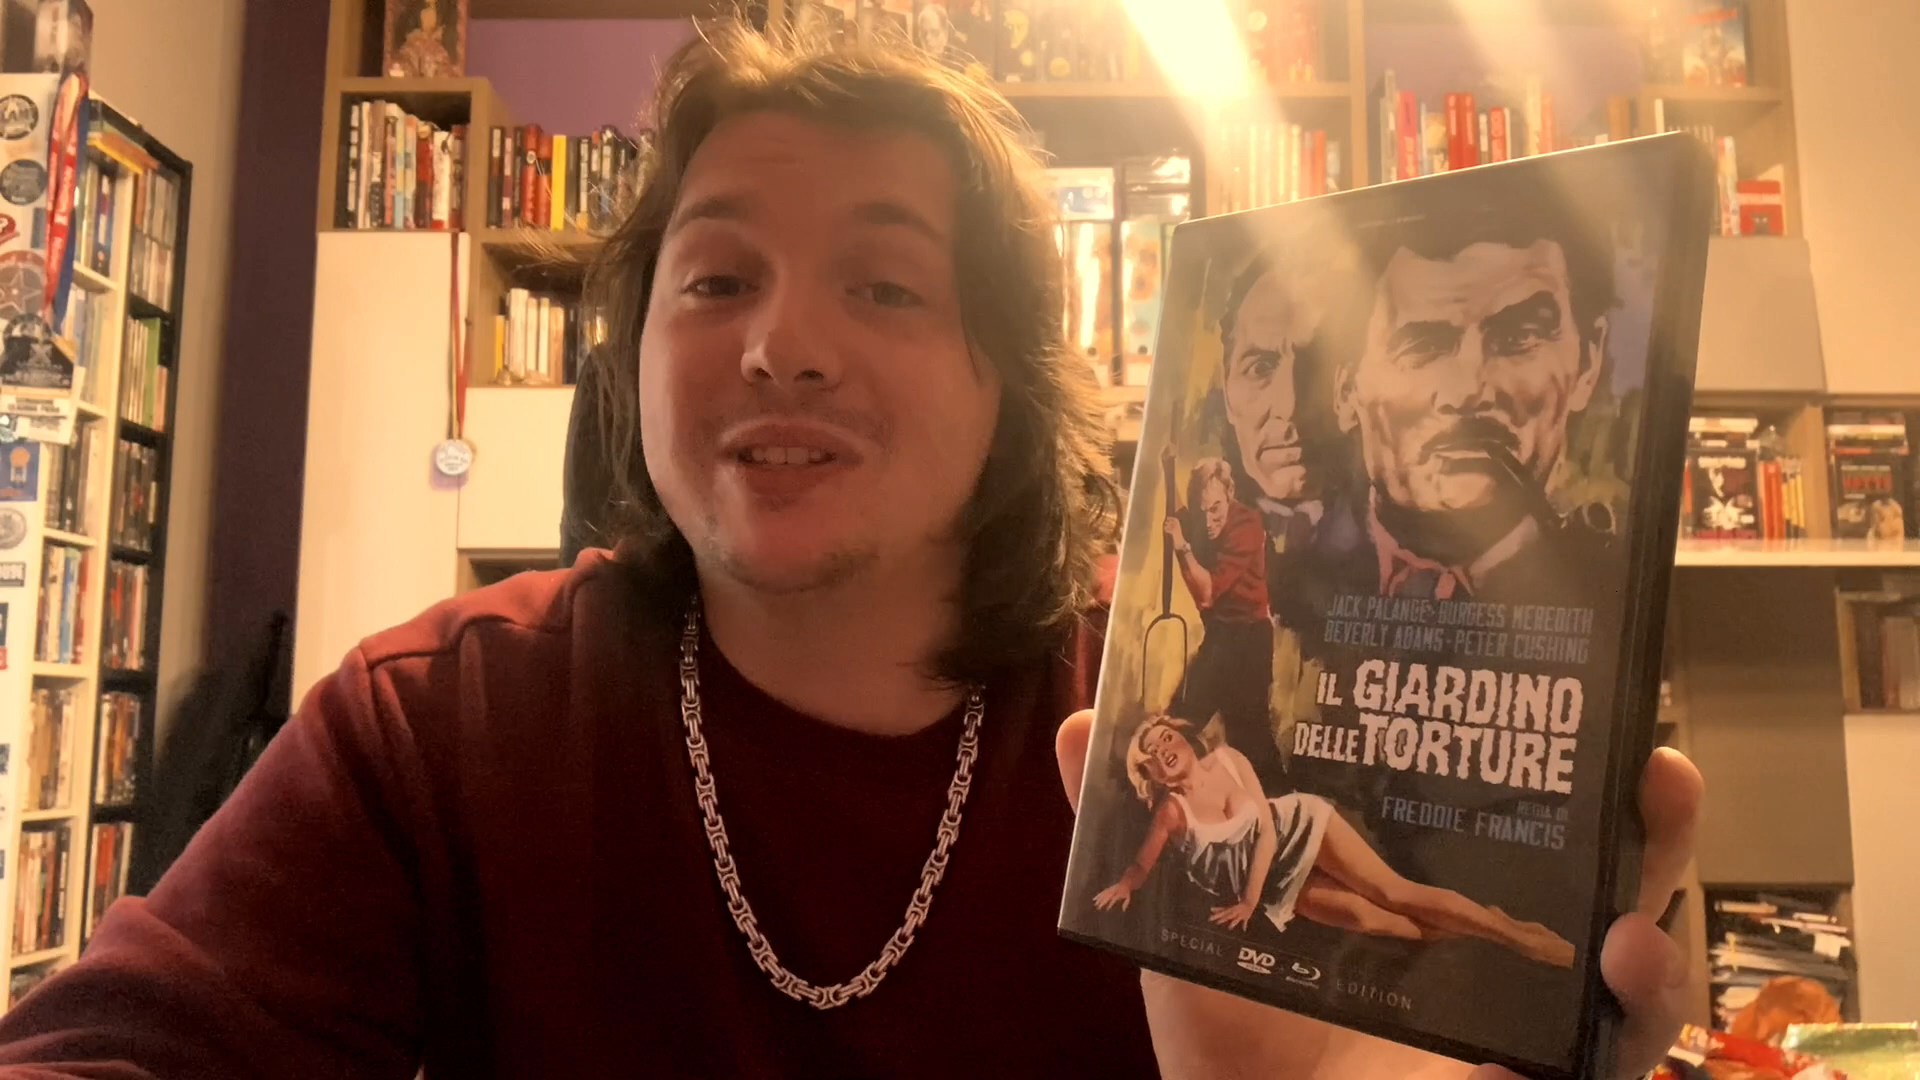 JACK PALANCE · BURGESS MEREDITH
BEVERLY ADAMS · PETER CUSHING
IL GIARDINO
DELLE TORTURE
REGIA DI
FREDDIE FRANCIS
SPECIAL DVD EDITION